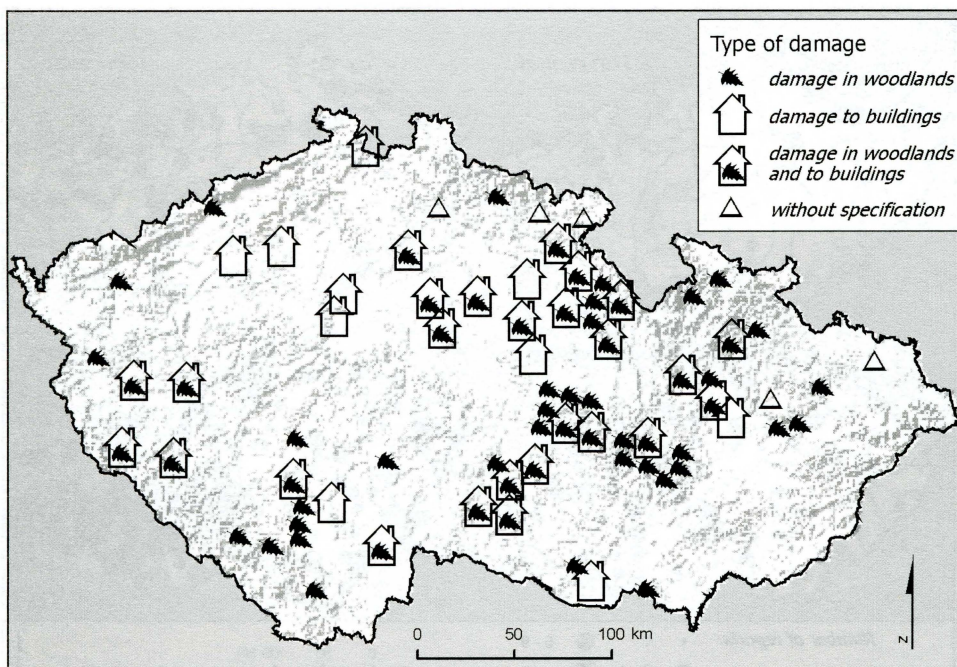 Type of damage
damage in woodlands
damage to buildings
damage in woodlands
and to buildings
without specification
0 50 100 km
z